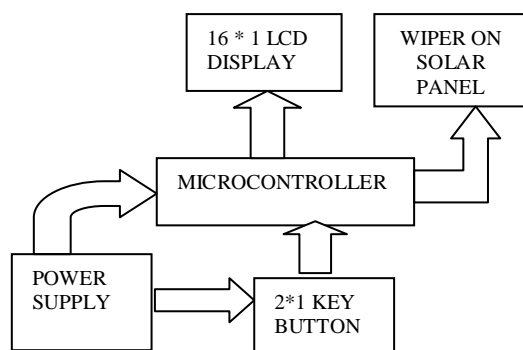 16 * 1 LCD
DISPLAY
WIPER ON
SOLAR
PANEL
MICROCONTROLLER
POWER
SUPPLY
2*1 KEY
BUTTON